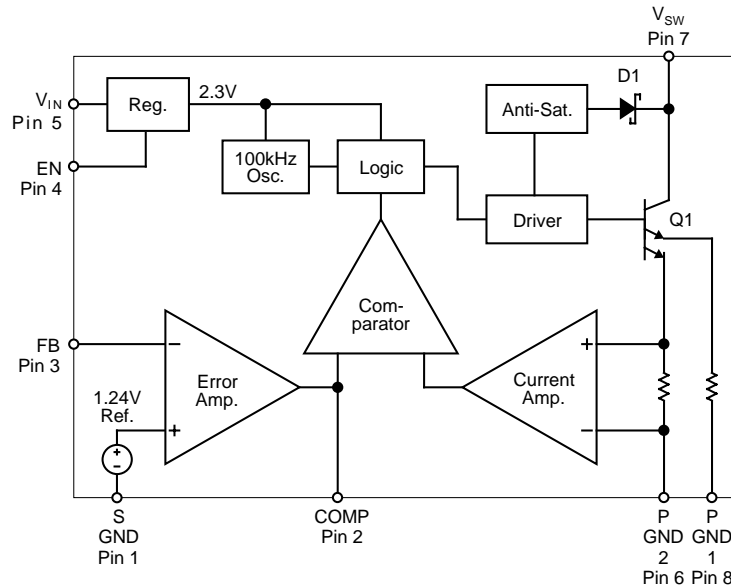 VSW
Pin 7
D1
VIN
Pin 5
Reg.
2.3V
Anti-Sat.
EN
Pin 4
100kHz
Osc.
Logic
Driver
Q1
Com-
parator
FB
Pin 3
−
Error
Amp.
+
Current
Amp.
−
1.24V
Ref.
+
+
−
S
GND
Pin 1
COMP
Pin 2
P
GND
2
Pin 6
P
GND
1
Pin 8